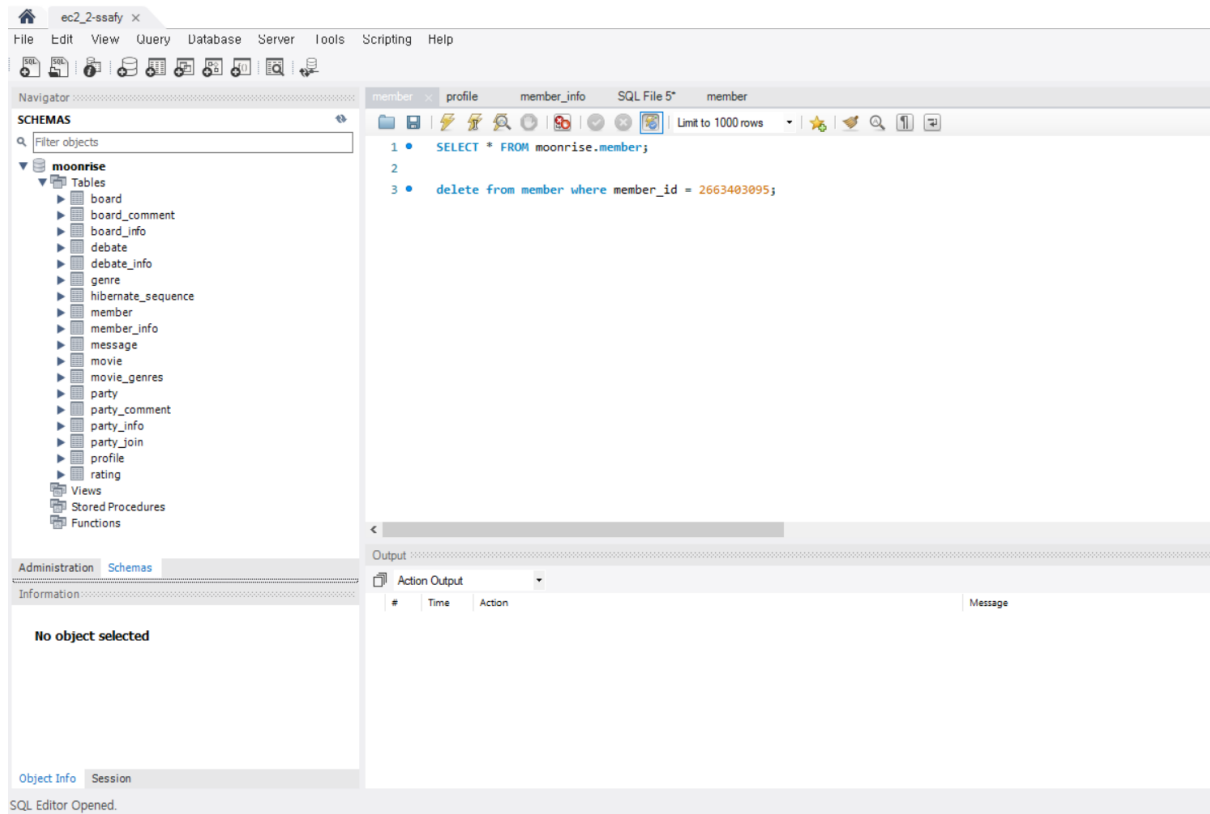 ec2_2-ssafy ×
File Edit View Query Database Server Tools Scripting Help
Navigator
SCHEMAS
Filter objects
moonrise
Tables
board
board_comment
board_info
debate
debate_info
genre
hibernate_sequence
member
member_info
message
movie
movie_genres
party
party_comment
party_info
party_join
profile
rating
Views
Stored Procedures
Functions
Administration Schemas
Information
No object selected
Object Info Session
SQL Editor Opened.
member × profile member_info SQL File 5* member
Limit to 1000 rows
1 SELECT * FROM moonrise.member;
2
3 delete from member where member_id = 2663403095;
Output
Action Output
# Time Action Message